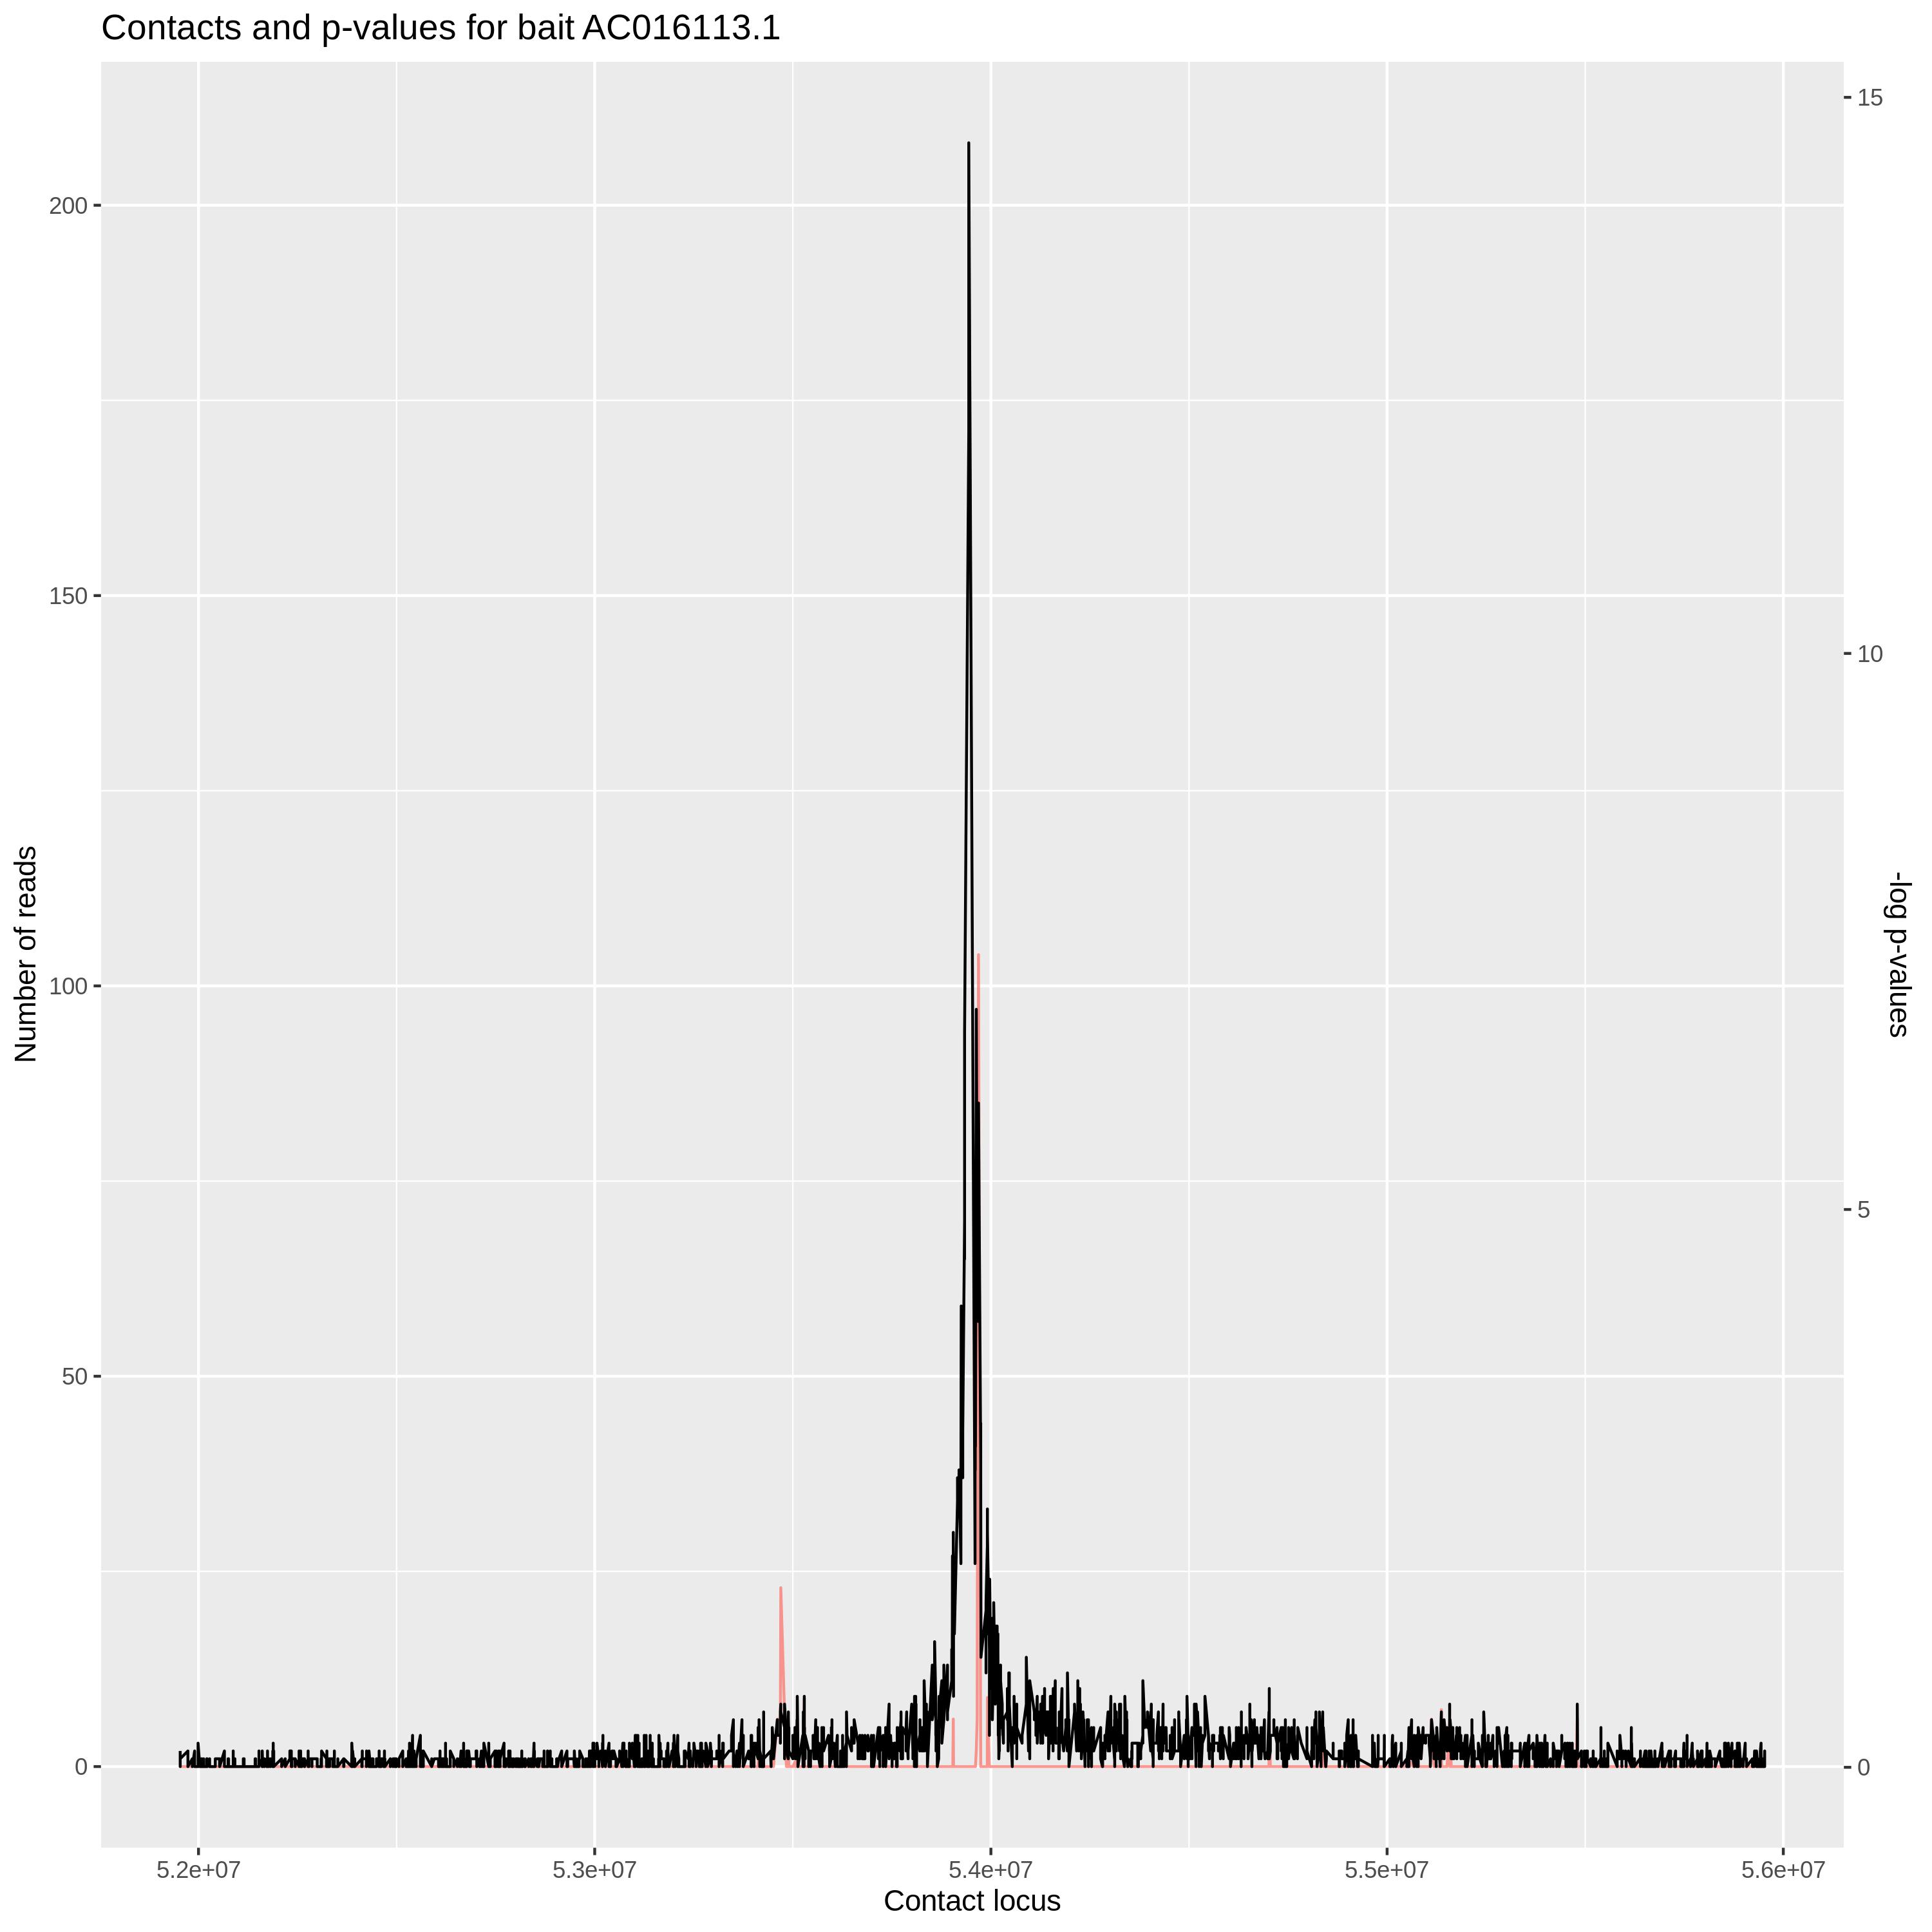 Contacts and p-values for bait AC016113.1
Number of reads
200
150
100
50
0
15
10
5
0
-log p-values
5.2e+07 5.3e+07 5.4e+07 5.5e+07 5.6e+07
Contact locus